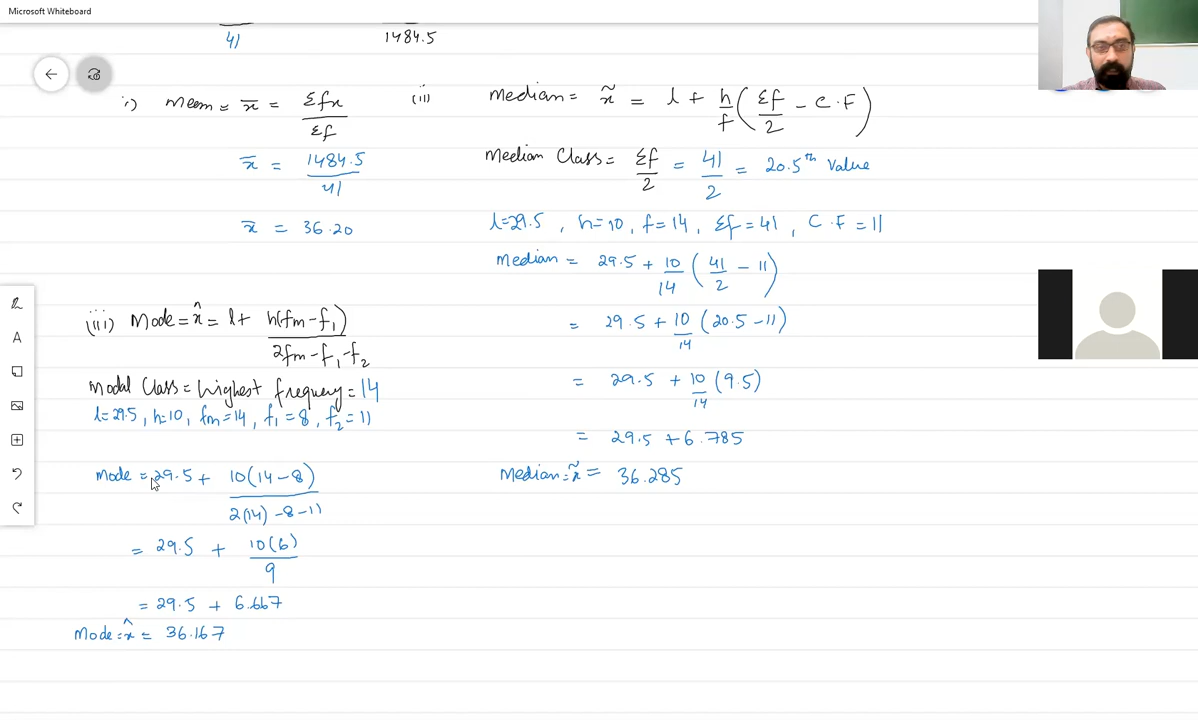 Microsoft Whiteboard
41
1484.5
i) Mean = x̄ = Σfx / Σf
x̄ = 1484.5 / 41
x̄ = 36.20
(ii) Median = x̃ = l + h/f (Σf/2 - C.F)
Median Class = Σf/2 = 41/2 = 20.5th Value
l=29.5, h=10, f=14, Σf=41, C.F=11
Median = 29.5 + 10/14 (41/2 - 11)
= 29.5 + 10/14 (20.5-11)
= 29.5 + 10/14 (9.5)
= 29.5 + 6.785
Median = x̃ = 36.285
(iii) Mode = x̂ = l + h(fm-f1) / 2fm-f1-f2
Modal Class = highest frequency = 14
l=29.5, h=10, fm=14, f1=8, f2=11
Mode = 29.5 + 10(14-8) / 2(14)-8-11
= 29.5 + 10(6) / 9
= 29.5 + 6.667
Mode = x̂ = 36.167